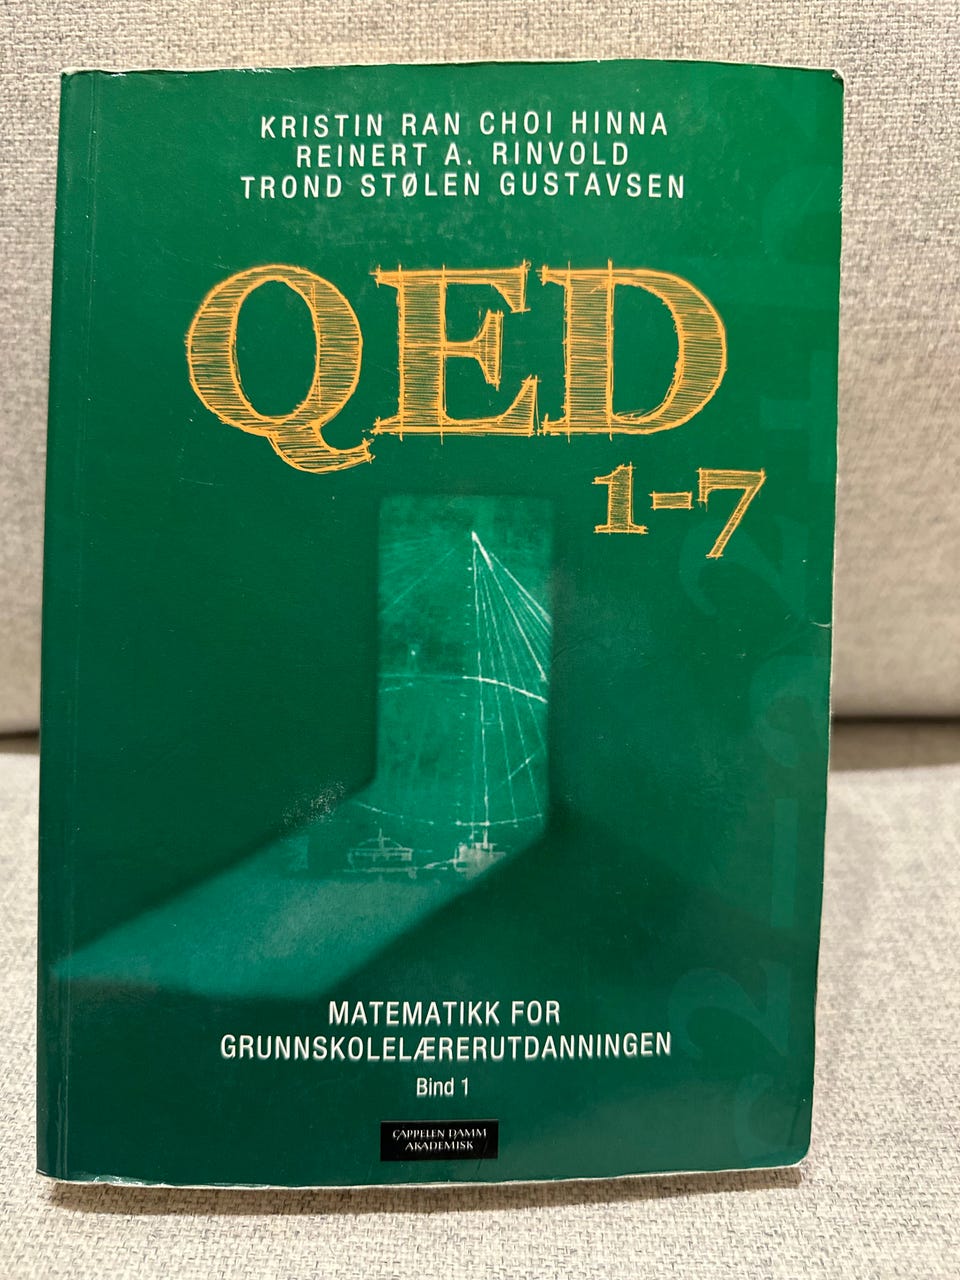 KRISTIN RAN CHOI HINNA
REINERT A. RINVOLD
TROND STØLEN GUSTAVSEN
QED
1-7
MATEMATIKK FOR
GRUNNSKOLELÆRERUTDANNINGEN
Bind 1
CAPPELEN DAMM
AKADEMISK